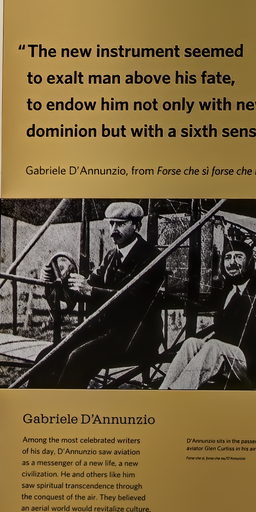 “The new instrument seemed
to exalt man above his fate,
to endow him not only with ne
dominion but with a sixth sens
Gabriele D’Annunzio, from Forse che sì forse che
Gabriele D’Annunzio
Among the most celebrated writers
of his day, D’Annunzio saw aviation
as a messenger of a new life, a new
civilization. He and others like him
saw spiritual transcendence through
the conquest of the air. They believed
an aerial world would revitalize culture,
D’Annunzio sits in the passe
aviator Glen Curtiss in his air